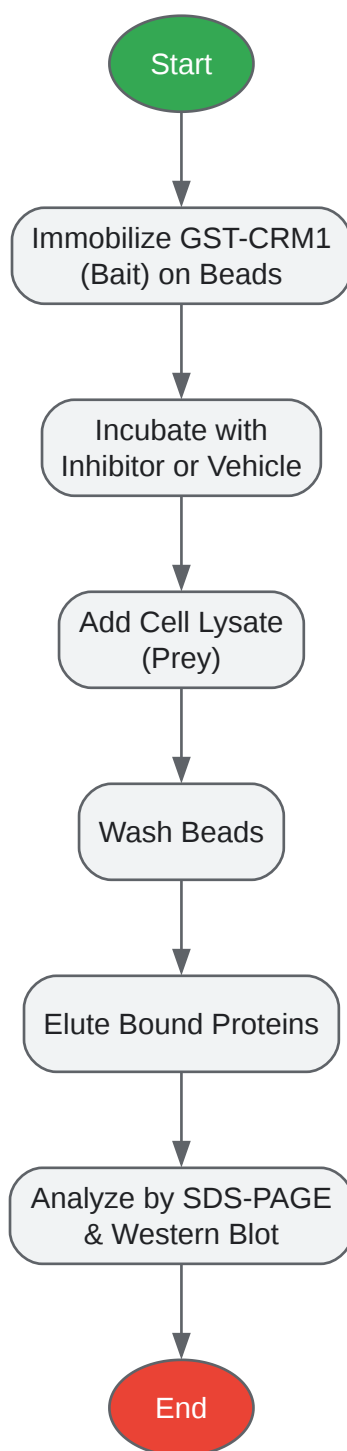 Start
Immobilize GST-CRM1
(Bait) on Beads
Incubate with
Inhibitor or Vehicle
Add Cell Lysate
(Prey)
Wash Beads
Elute Bound Proteins
Analyze by SDS-PAGE
& Western Blot
End